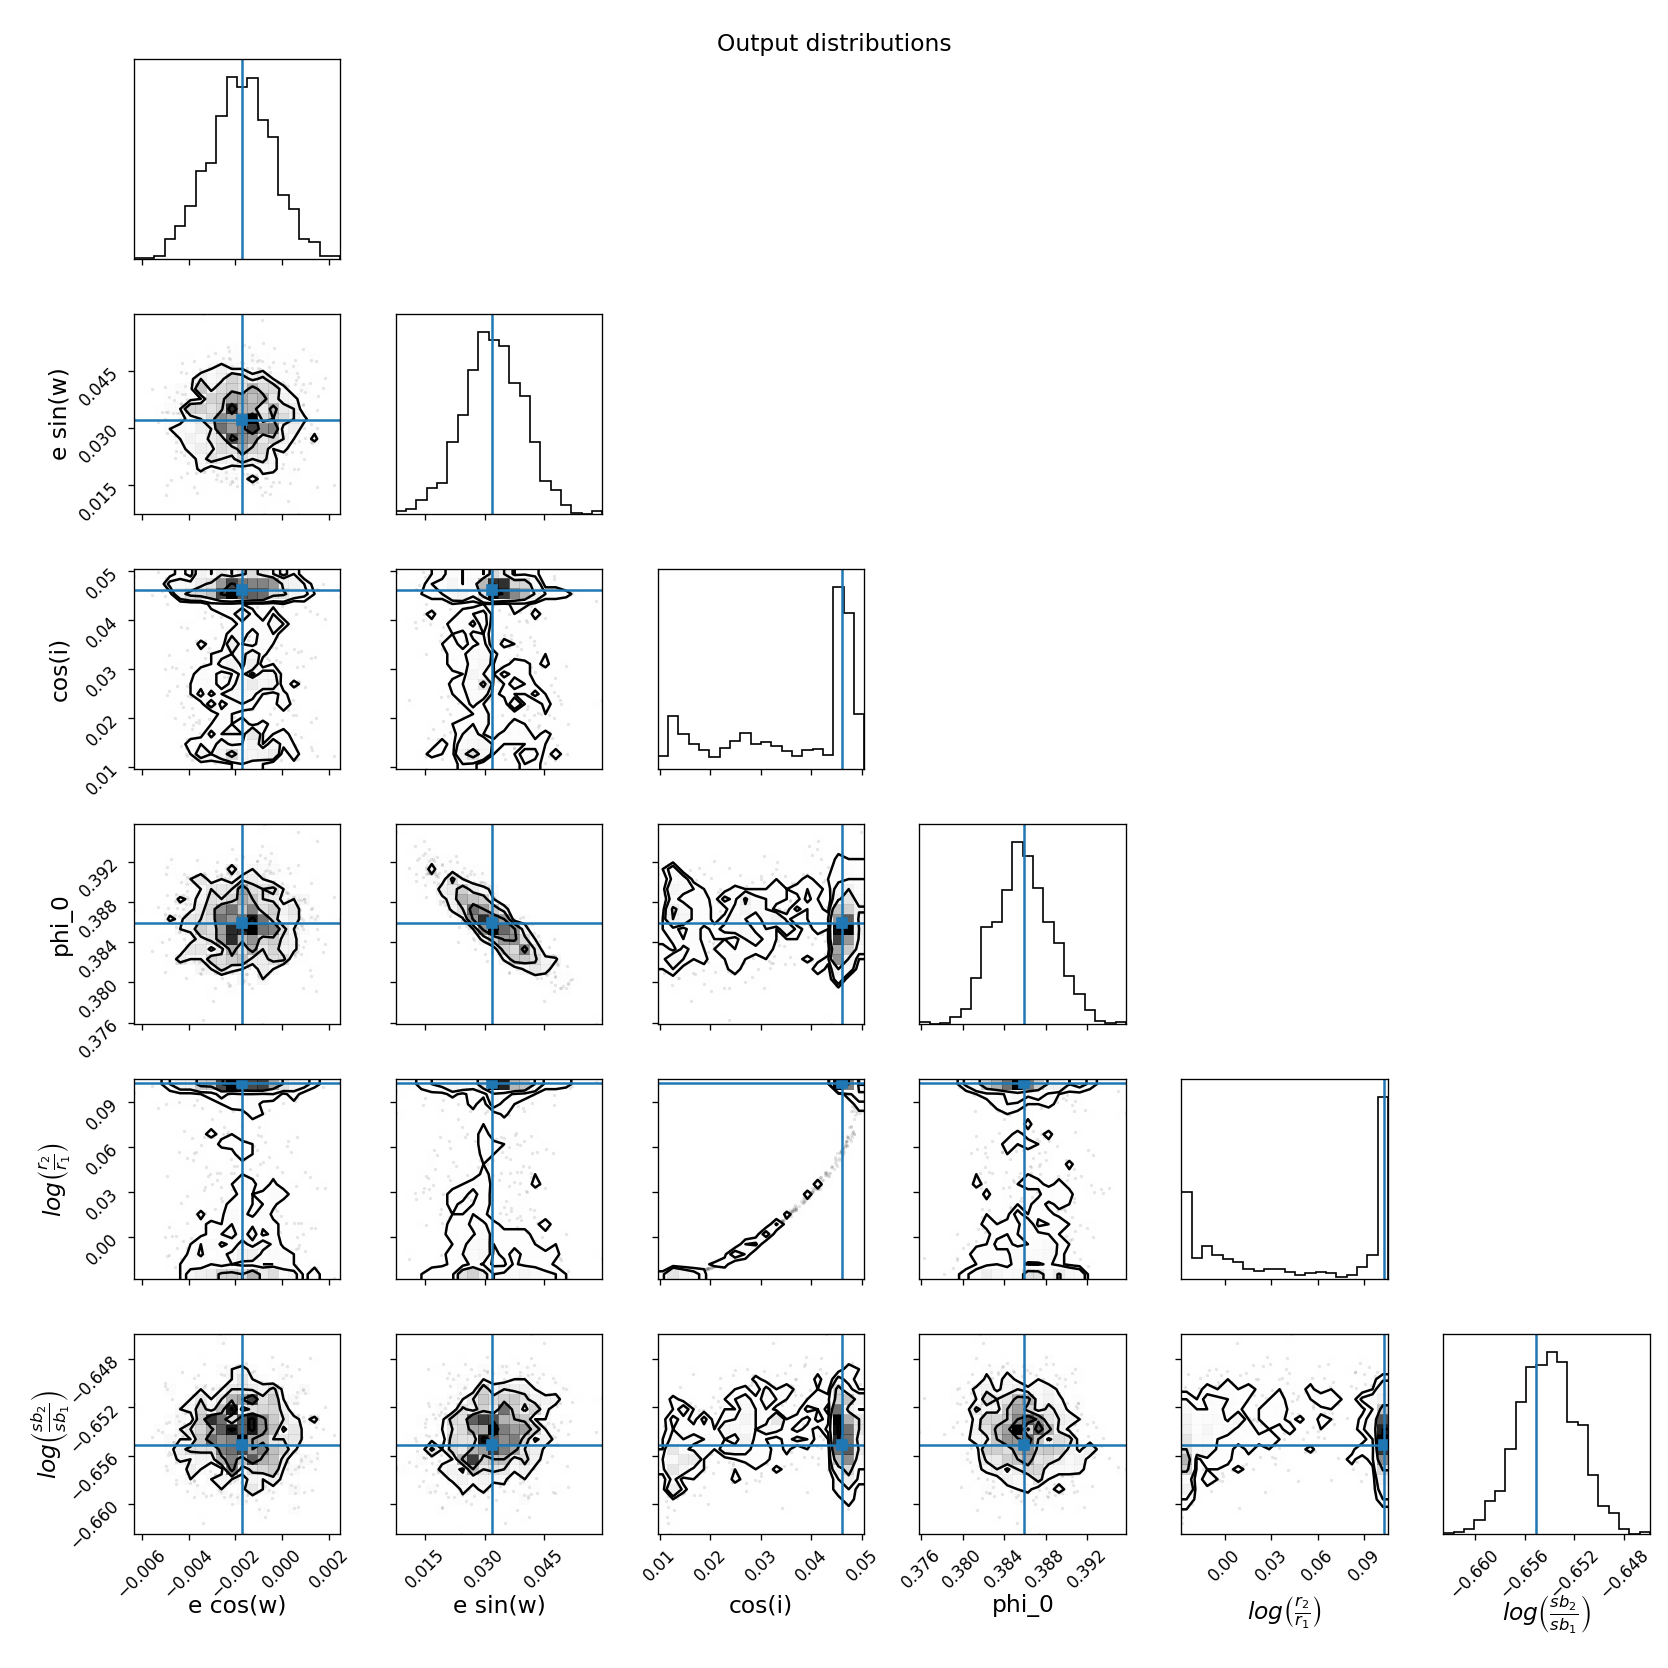 Output distributions
e sin(w)
0.045
0.030
0.015
cos(i)
0.05
0.04
0.03
0.02
0.01
phi_0
0.392
0.388
0.384
0.380
0.376
log(r₂/r₁)
0.09
0.06
0.03
0.00
log(sb₂/sb₁)
−0.648
−0.652
−0.656
−0.660
−0.006 −0.004 −0.002 0.000 0.002
e cos(w)
0.015 0.030 0.045
e sin(w)
0.01 0.02 0.03 0.04 0.05
cos(i)
0.376 0.380 0.384 0.388 0.392
phi_0
0.00 0.03 0.06 0.09
log(r₂/r₁)
−0.660 −0.656 −0.652 −0.648
log(sb₂/sb₁)